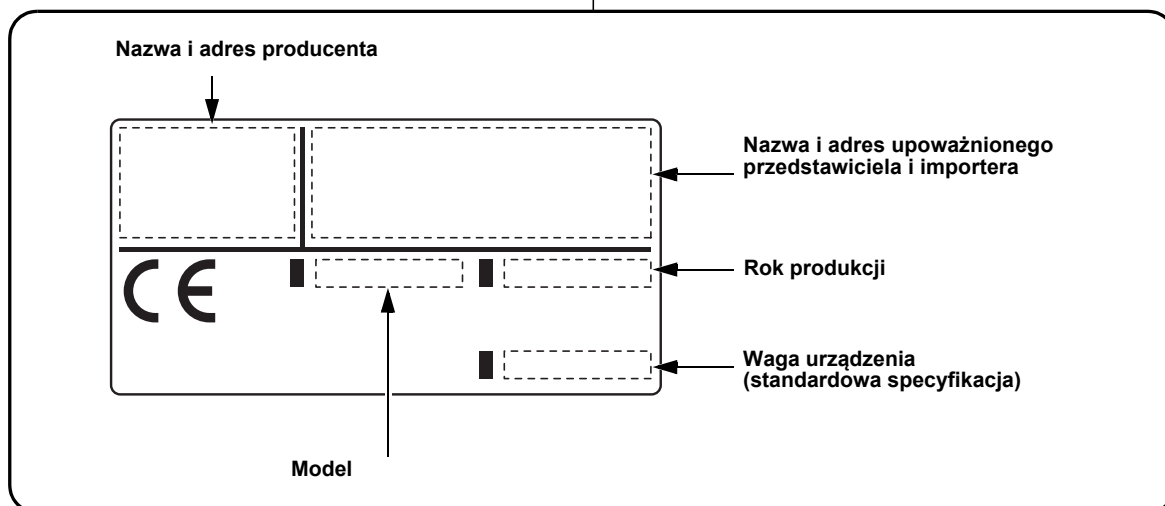 Nazwa i adres producenta
Nazwa i adres upoważnionego
przedstawiciela i importera
Rok produkcji
CE
Waga urządzenia
(standardowa specyfikacja)
Model